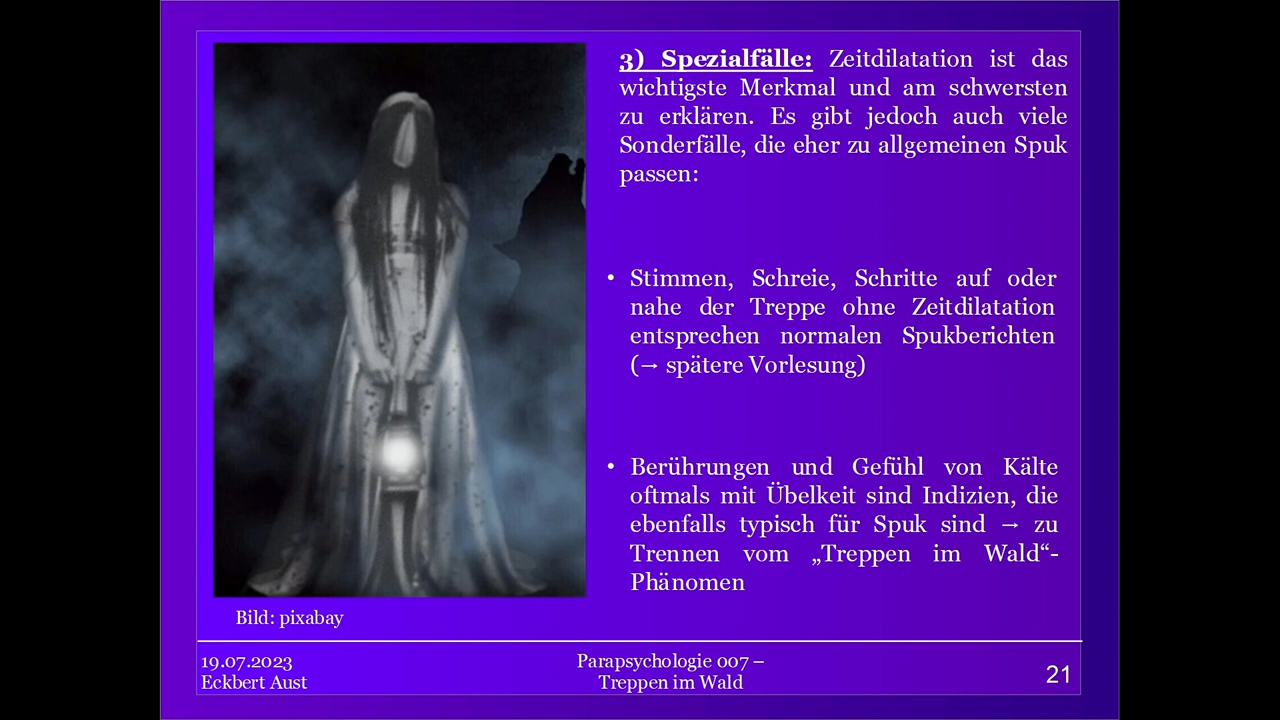 3) Spezialfälle: Zeitdilatation ist das
wichtigste Merkmal und am schwersten
zu erklären. Es gibt jedoch auch viele
Sonderfälle, die eher zu allgemeinen Spuk
passen:
• Stimmen, Schreie, Schritte auf oder
nahe der Treppe ohne Zeitdilatation
entsprechen normalen Spukberichten
(→ spätere Vorlesung)
• Berührungen und Gefühl von Kälte
oftmals mit Übelkeit sind Indizien, die
ebenfalls typisch für Spuk sind → zu
Trennen vom „Treppen im Wald“-
Phänomen
Bild: pixabay
19.07.2023
Eckbert Aust
Parapsychologie 007 –
Treppen im Wald
21